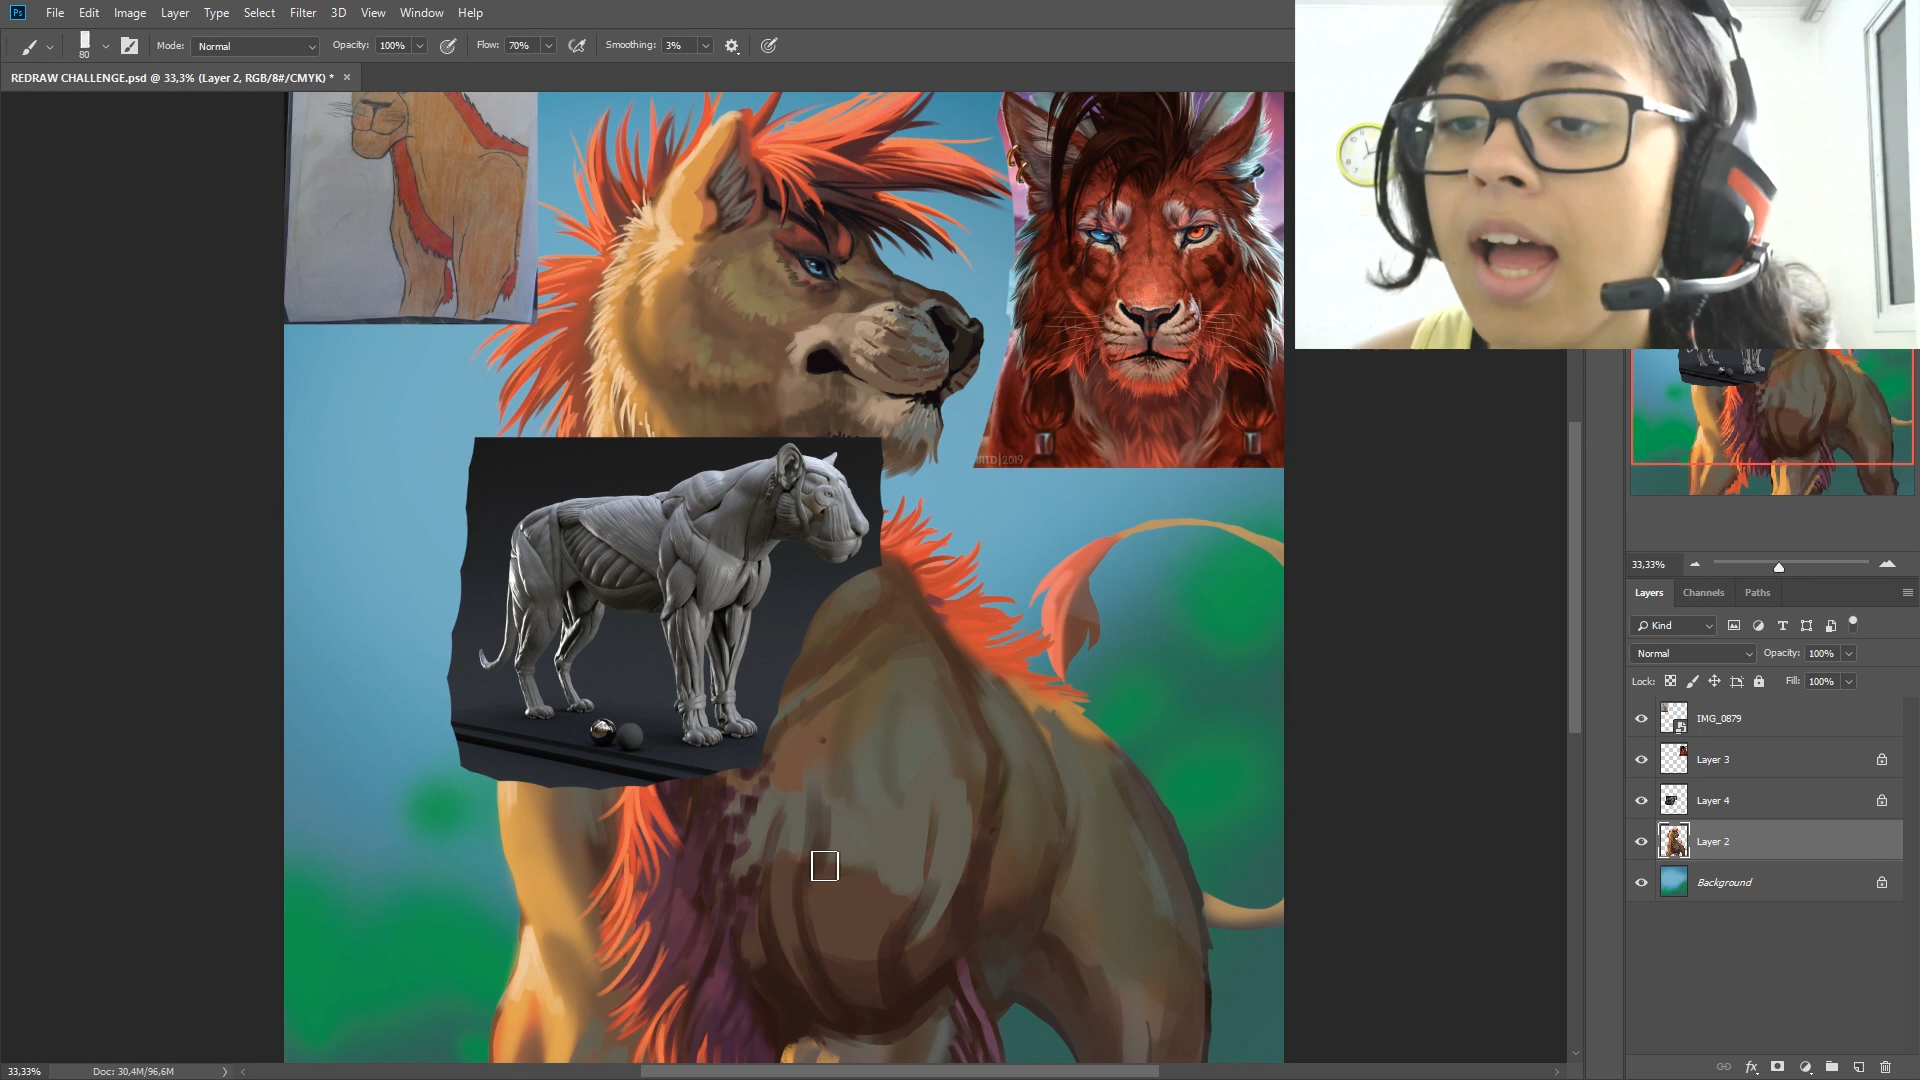 Ps File Edit Image Layer Type Select Filter 3D View Window Help
80 Mode: Normal Opacity: 100% Flow: 70% Smoothing: 3%
REDRAW CHALLENGE.psd @ 33,3% (Layer 2, RGB/8#/CMYK) * ×
2019
33,33%
Layers Channels Paths
Kind
Normal Opacity: 100%
Lock: Fill: 100%
IMG_0879
Layer 3
Layer 4
Layer 2
Background
33,33% Doc: 30,4M/96,6M